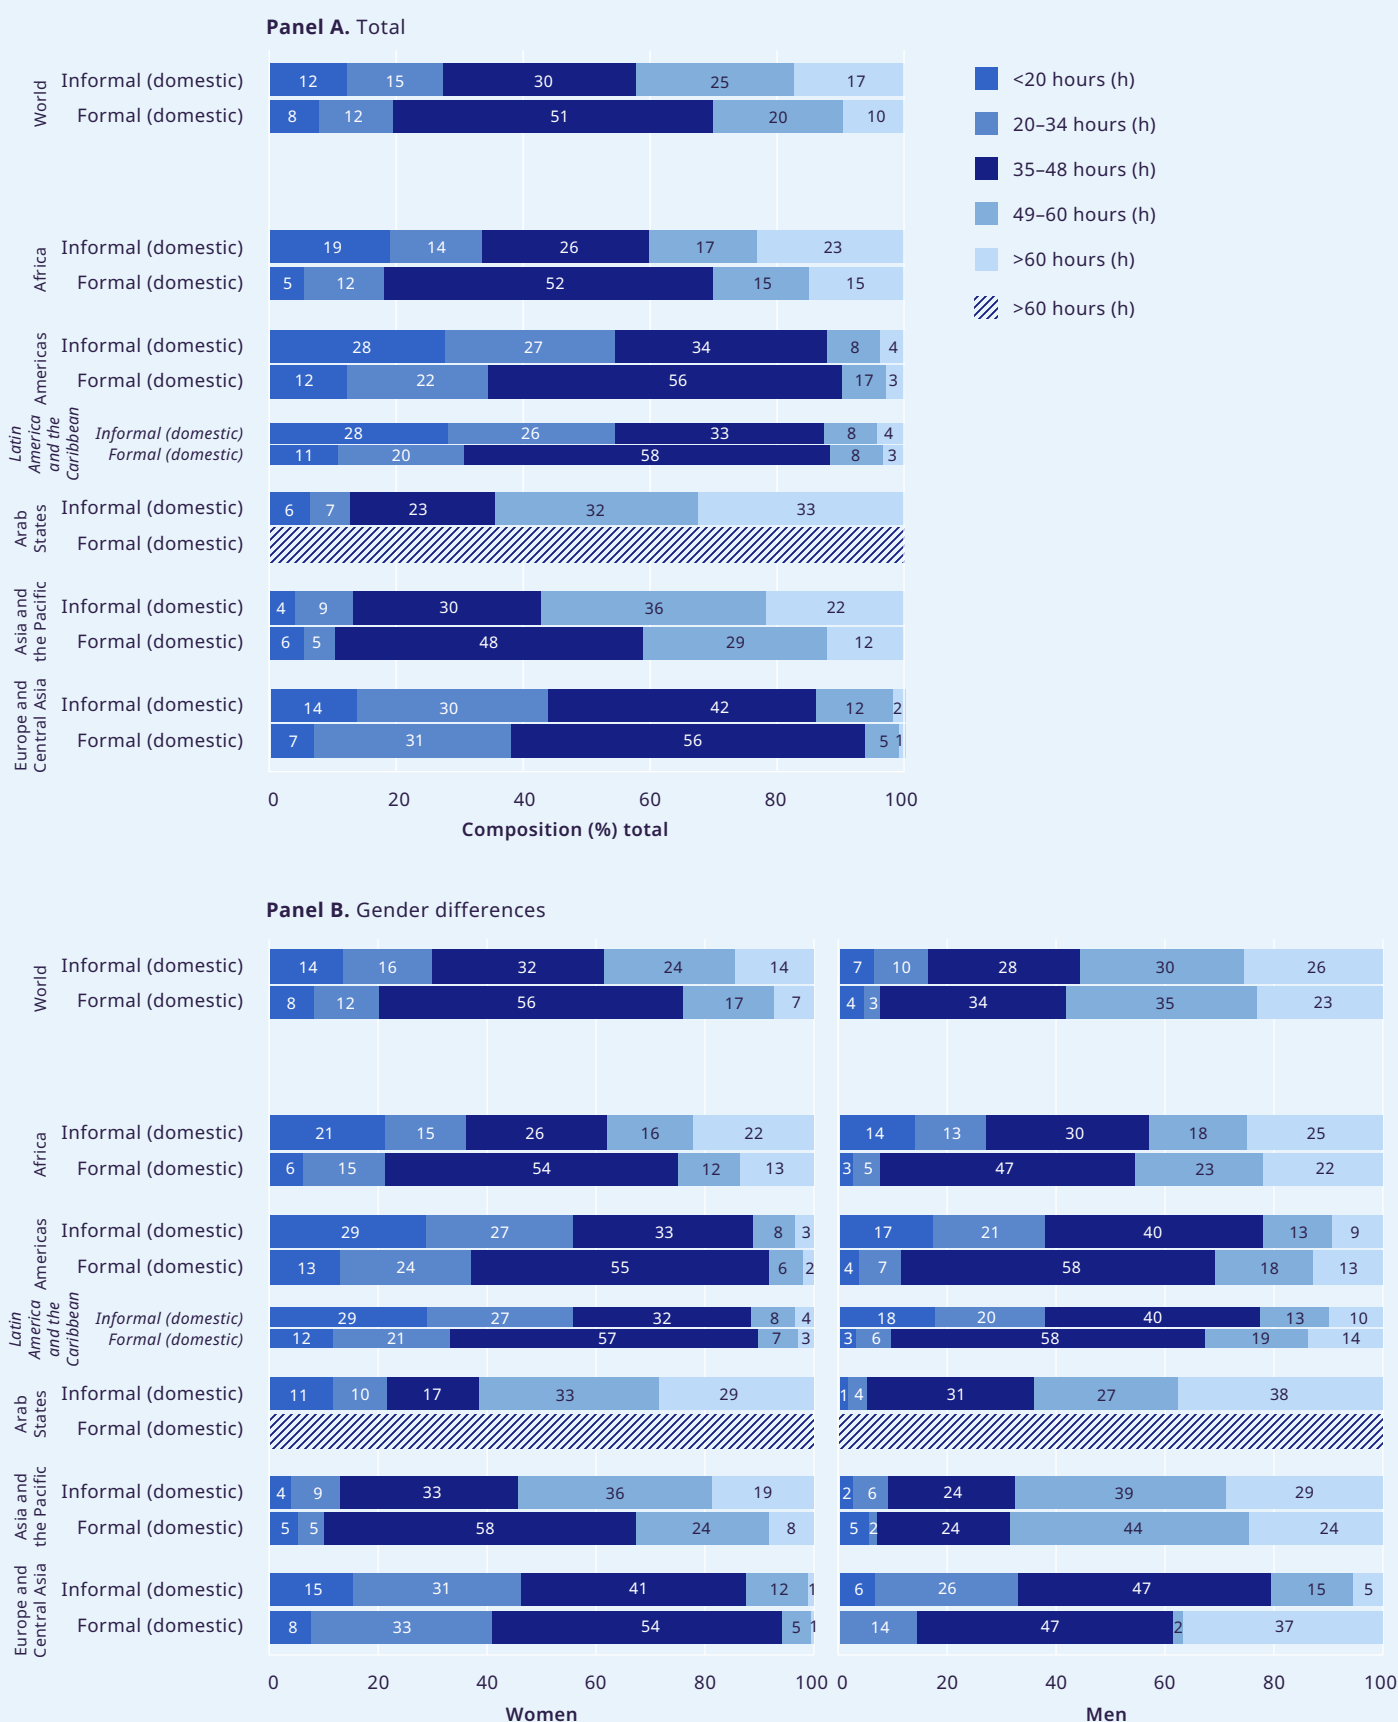 Panel A. Total
World
Informal (domestic) 12 15 30 25 17
Formal (domestic) 8 12 51 20 10
<20 hours (h)
20–34 hours (h)
35–48 hours (h)
49–60 hours (h)
>60 hours (h)
>60 hours (h)
Africa
Informal (domestic) 19 14 26 17 23
Formal (domestic) 5 12 52 15 15
Americas
Informal (domestic) 28 27 34 8 4
Formal (domestic) 12 22 56 17 3
Latin
America
and the
Caribbean
Informal (domestic) 28 26 33 8 4
Formal (domestic) 11 20 58 8 3
Arab
States
Informal (domestic) 6 7 23 32 33
Formal (domestic)
Asia and
the Pacific
Informal (domestic) 4 9 30 36 22
Formal (domestic) 6 5 48 29 12
Europe and
Central Asia
Informal (domestic) 14 30 42 12 2
Formal (domestic) 7 31 56 5 1
0 20 40 60 80 100
Composition (%) total
Panel B. Gender differences
World
Informal (domestic) 14 16 32 24 14 7 10 28 30 26
Formal (domestic) 8 12 56 17 7 4 3 34 35 23
Africa
Informal (domestic) 21 15 26 16 22 14 13 30 18 25
Formal (domestic) 6 15 54 12 13 3 5 47 23 22
Americas
Informal (domestic) 29 27 33 8 3 17 21 40 13 9
Formal (domestic) 13 24 55 6 2 4 7 58 18 13
Latin
America
and the
Caribbean
Informal (domestic) 29 27 32 8 4 18 20 40 13 10
Formal (domestic) 12 21 57 7 3 3 6 58 19 14
Arab
States
Informal (domestic) 11 10 17 33 29 1 4 31 27 38
Formal (domestic)
Asia and
the Pacific
Informal (domestic) 4 9 33 36 19 2 6 24 39 29
Formal (domestic) 5 5 58 24 8 5 2 24 44 24
Europe and
Central Asia
Informal (domestic) 15 31 41 12 1 6 26 47 15 5
Formal (domestic) 8 33 54 5 1 14 47 2 37
0 20 40 60 80 100 0 20 40 60 80 100
Women Men